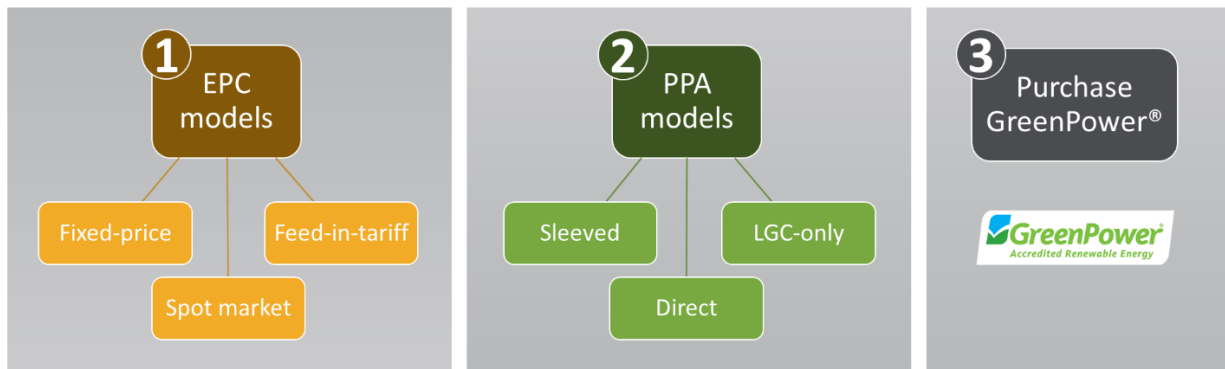 1
EPC
models
Fixed-price
Feed-in-tariff
Spot market
2
PPA
models
Sleeved
LGC-only
Direct
3
Purchase
GreenPower®
GreenPower®
Accredited Renewable Energy